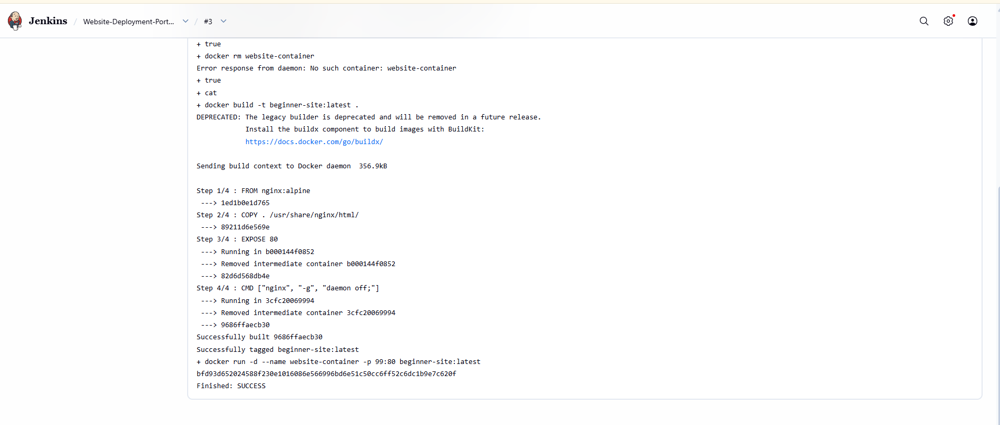 Jenkins / Website-Deployment-Port... / #3
+ true
+ docker rm website-container
Error response from daemon: No such container: website-container
+ true
+ cat
+ docker build -t beginner-site:latest .
DEPRECATED: The legacy builder is deprecated and will be removed in a future release.
            Install the buildx component to build images with BuildKit:
            https://docs.docker.com/go/buildx/
Sending build context to Docker daemon  356.9kB
Step 1/4 : FROM nginx:alpine
 ---> 1ed1b0e1d765
Step 2/4 : COPY . /usr/share/nginx/html/
 ---> 89211d6e569e
Step 3/4 : EXPOSE 80
 ---> Running in b000144f0852
 ---> Removed intermediate container b000144f0852
 ---> 82d6d568db4e
Step 4/4 : CMD ["nginx", "-g", "daemon off;"]
 ---> Running in 3cfc20069994
 ---> Removed intermediate container 3cfc20069994
 ---> 9686ffaecb30
Successfully built 9686ffaecb30
Successfully tagged beginner-site:latest
+ docker run -d --name website-container -p 99:80 beginner-site:latest
bfd93d652024588f230e1016086e566996bd6e51c50cc6ff52c6dc1b9e7c620f
Finished: SUCCESS